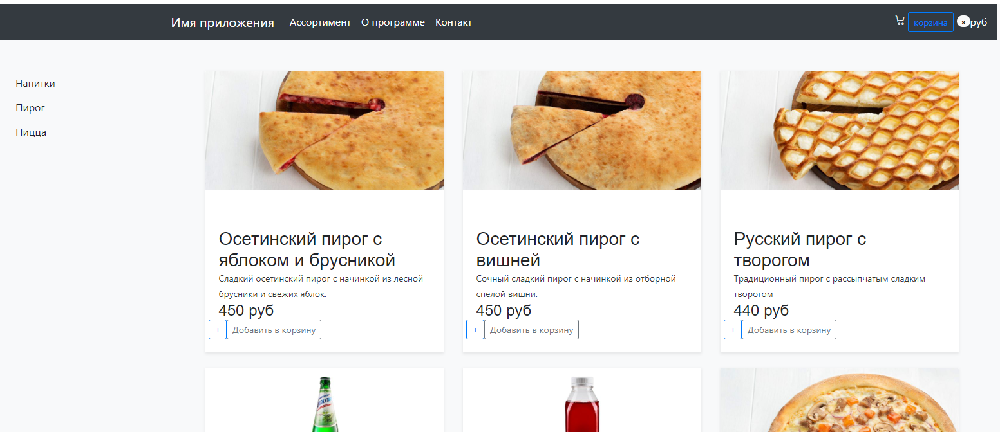 Имя приложения Ассортимент О программе Контакт корзина x руб
Напитки
Пирог
Пицца
Осетинский пирог с
яблоком и брусникой
Сладкий осетинский пирог с начинкой из лесной
брусники и свежих яблок.
450 руб
+ Добавить в корзину
Осетинский пирог с
вишней
Сочный сладкий пирог с начинкой из отборной
спелой вишни.
450 руб
+ Добавить в корзину
Русский пирог с
творогом
Традиционный пирог с рассыпчатым сладким
творогом
440 руб
+ Добавить в корзину